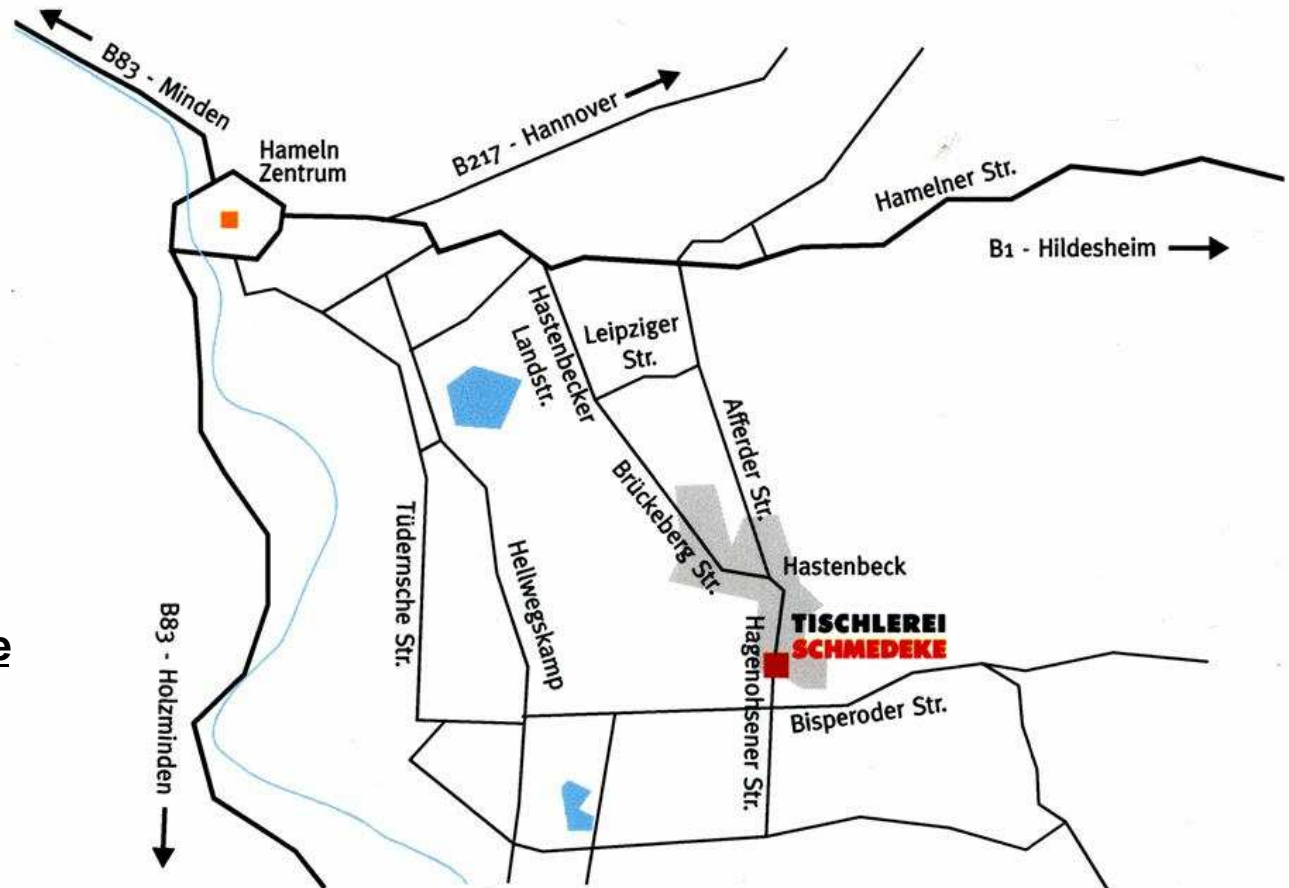 B83 - Minden
B217 - Hannover
Hameln
Zentrum
Hamelner Str.
B1 - Hildesheim
Hastenbecker
Landstr.
Leipziger
Str.
Afferder Str.
Brückeberg Str.
Tüdernsche Str.
Hellwegskamp
Hastenbeck
TISCHLEREI
SCHMEDEKE
Hagenohsener Str.
Bisperoder Str.
B83 - Holzminden
e